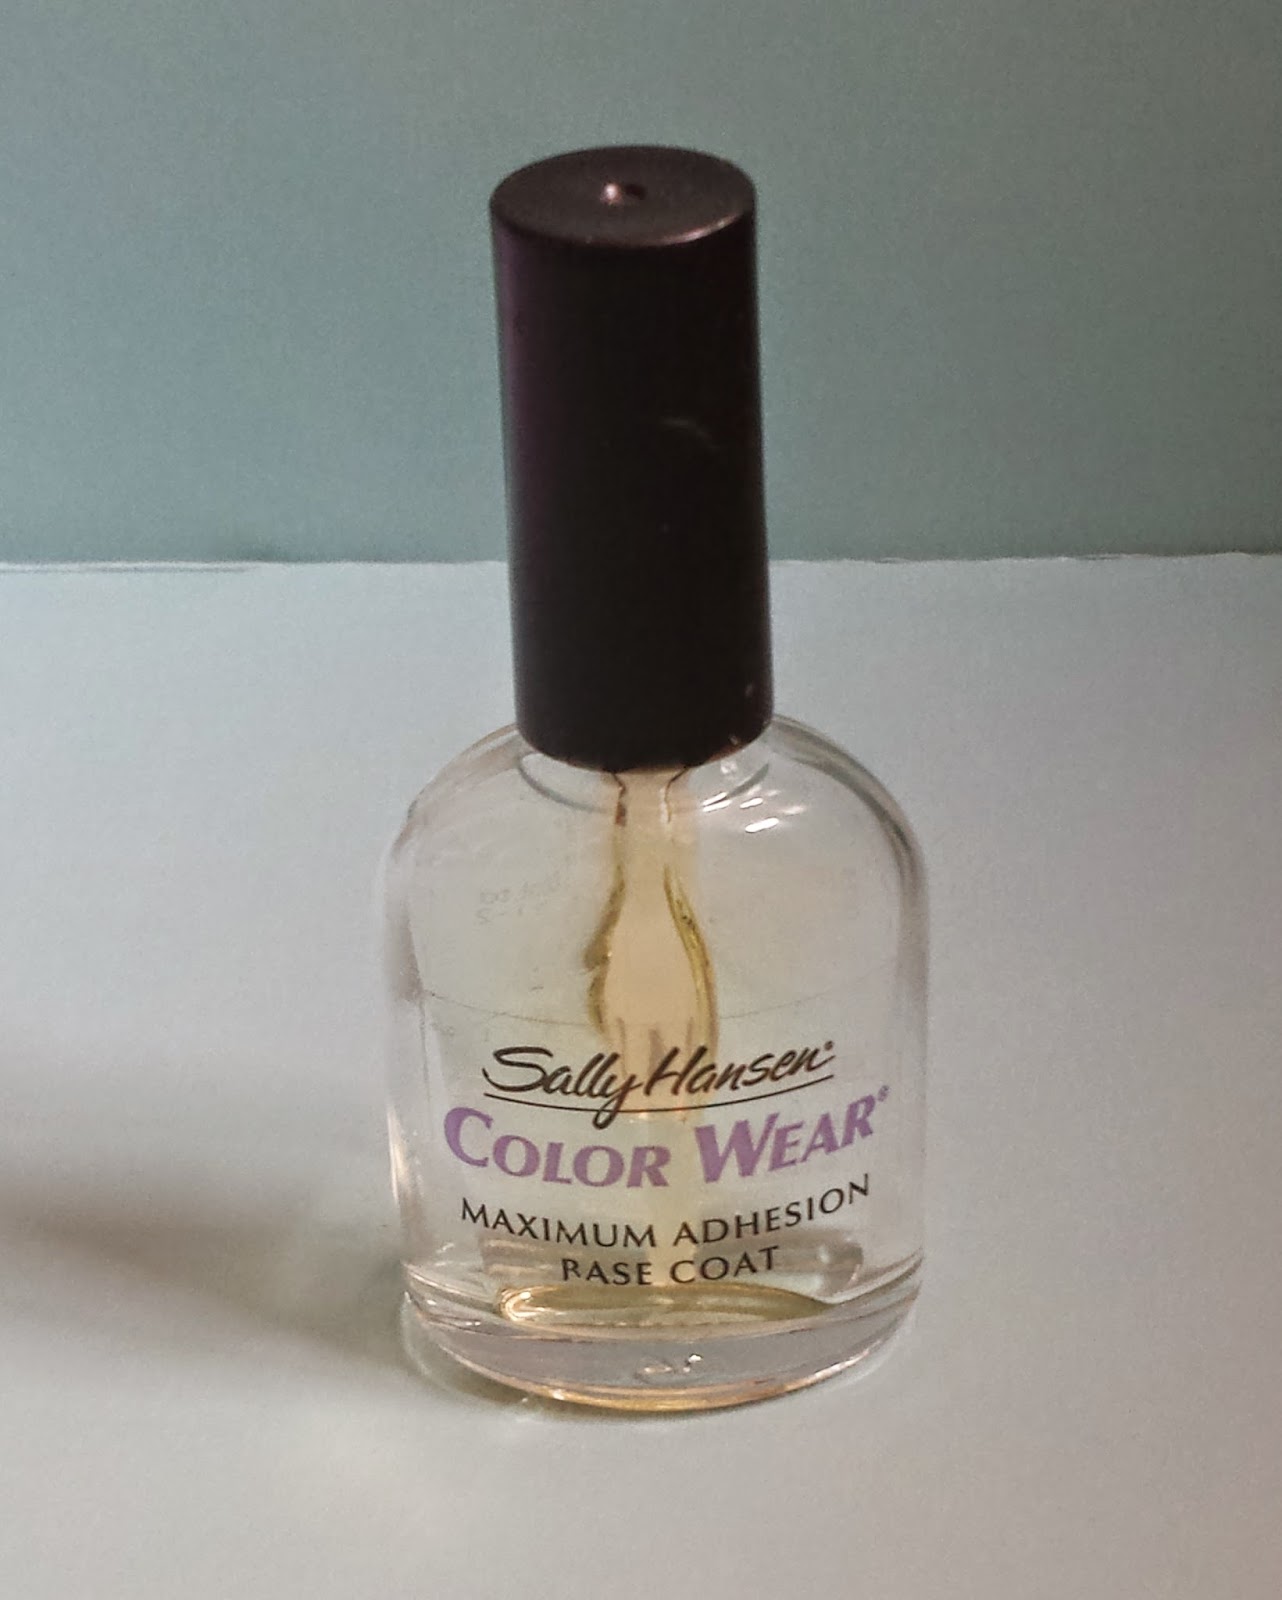 Sally Hansen®
COLOR WEAR®
MAXIMUM ADHESION
BASE COAT